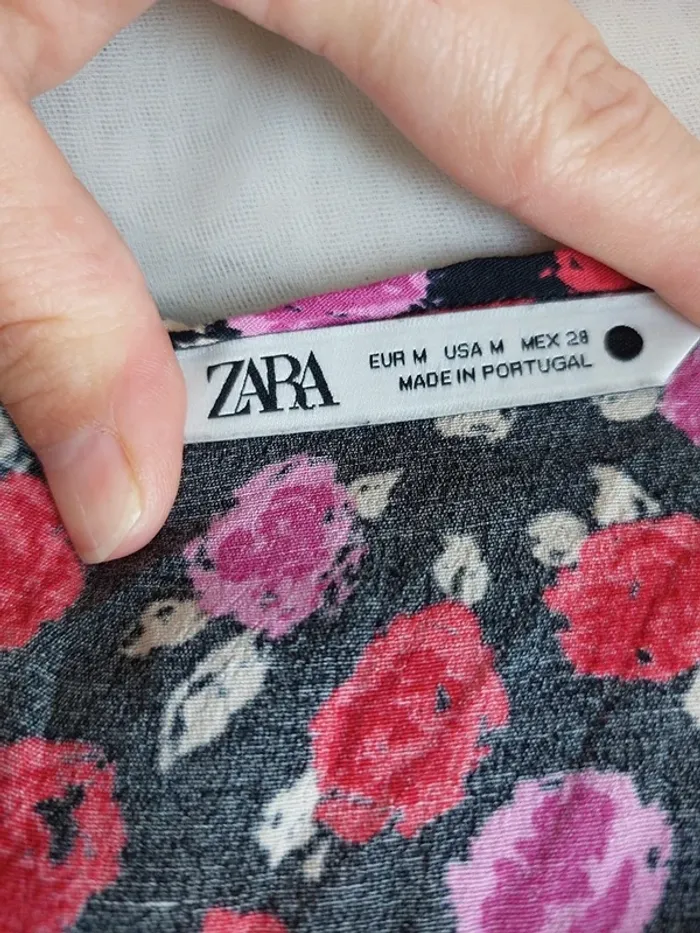 ZARA
EUR M USA M MEX 28
MADE IN PORTUGAL